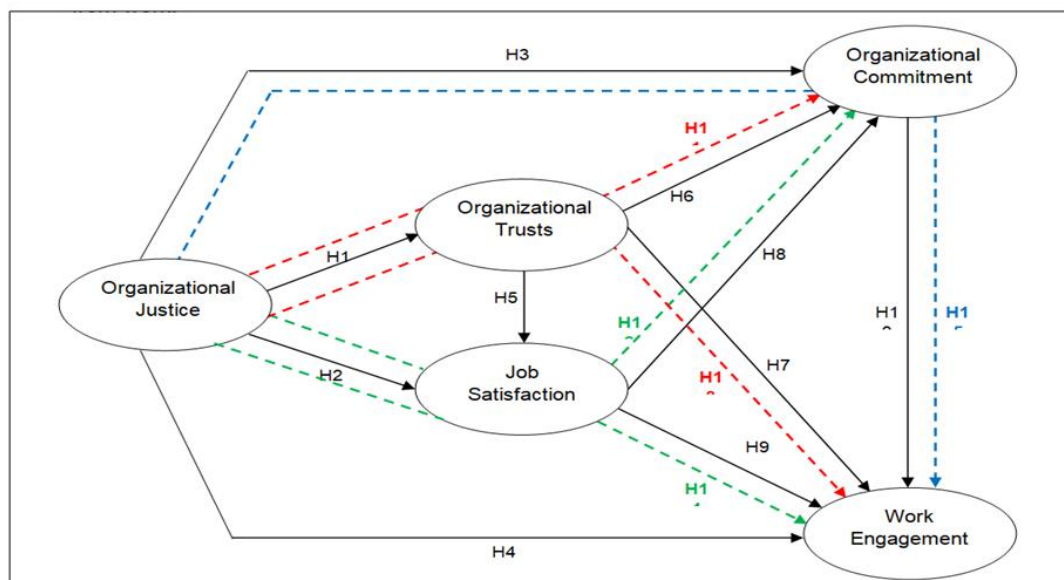 H3
Organizational
Commitment
H1
Organizational
Trusts
H6
H1
H8
Organizational
Justice
H5
H1
H1
H1
H2
Job
Satisfaction
H1
H7
H9
H1
Work
Engagement
H4